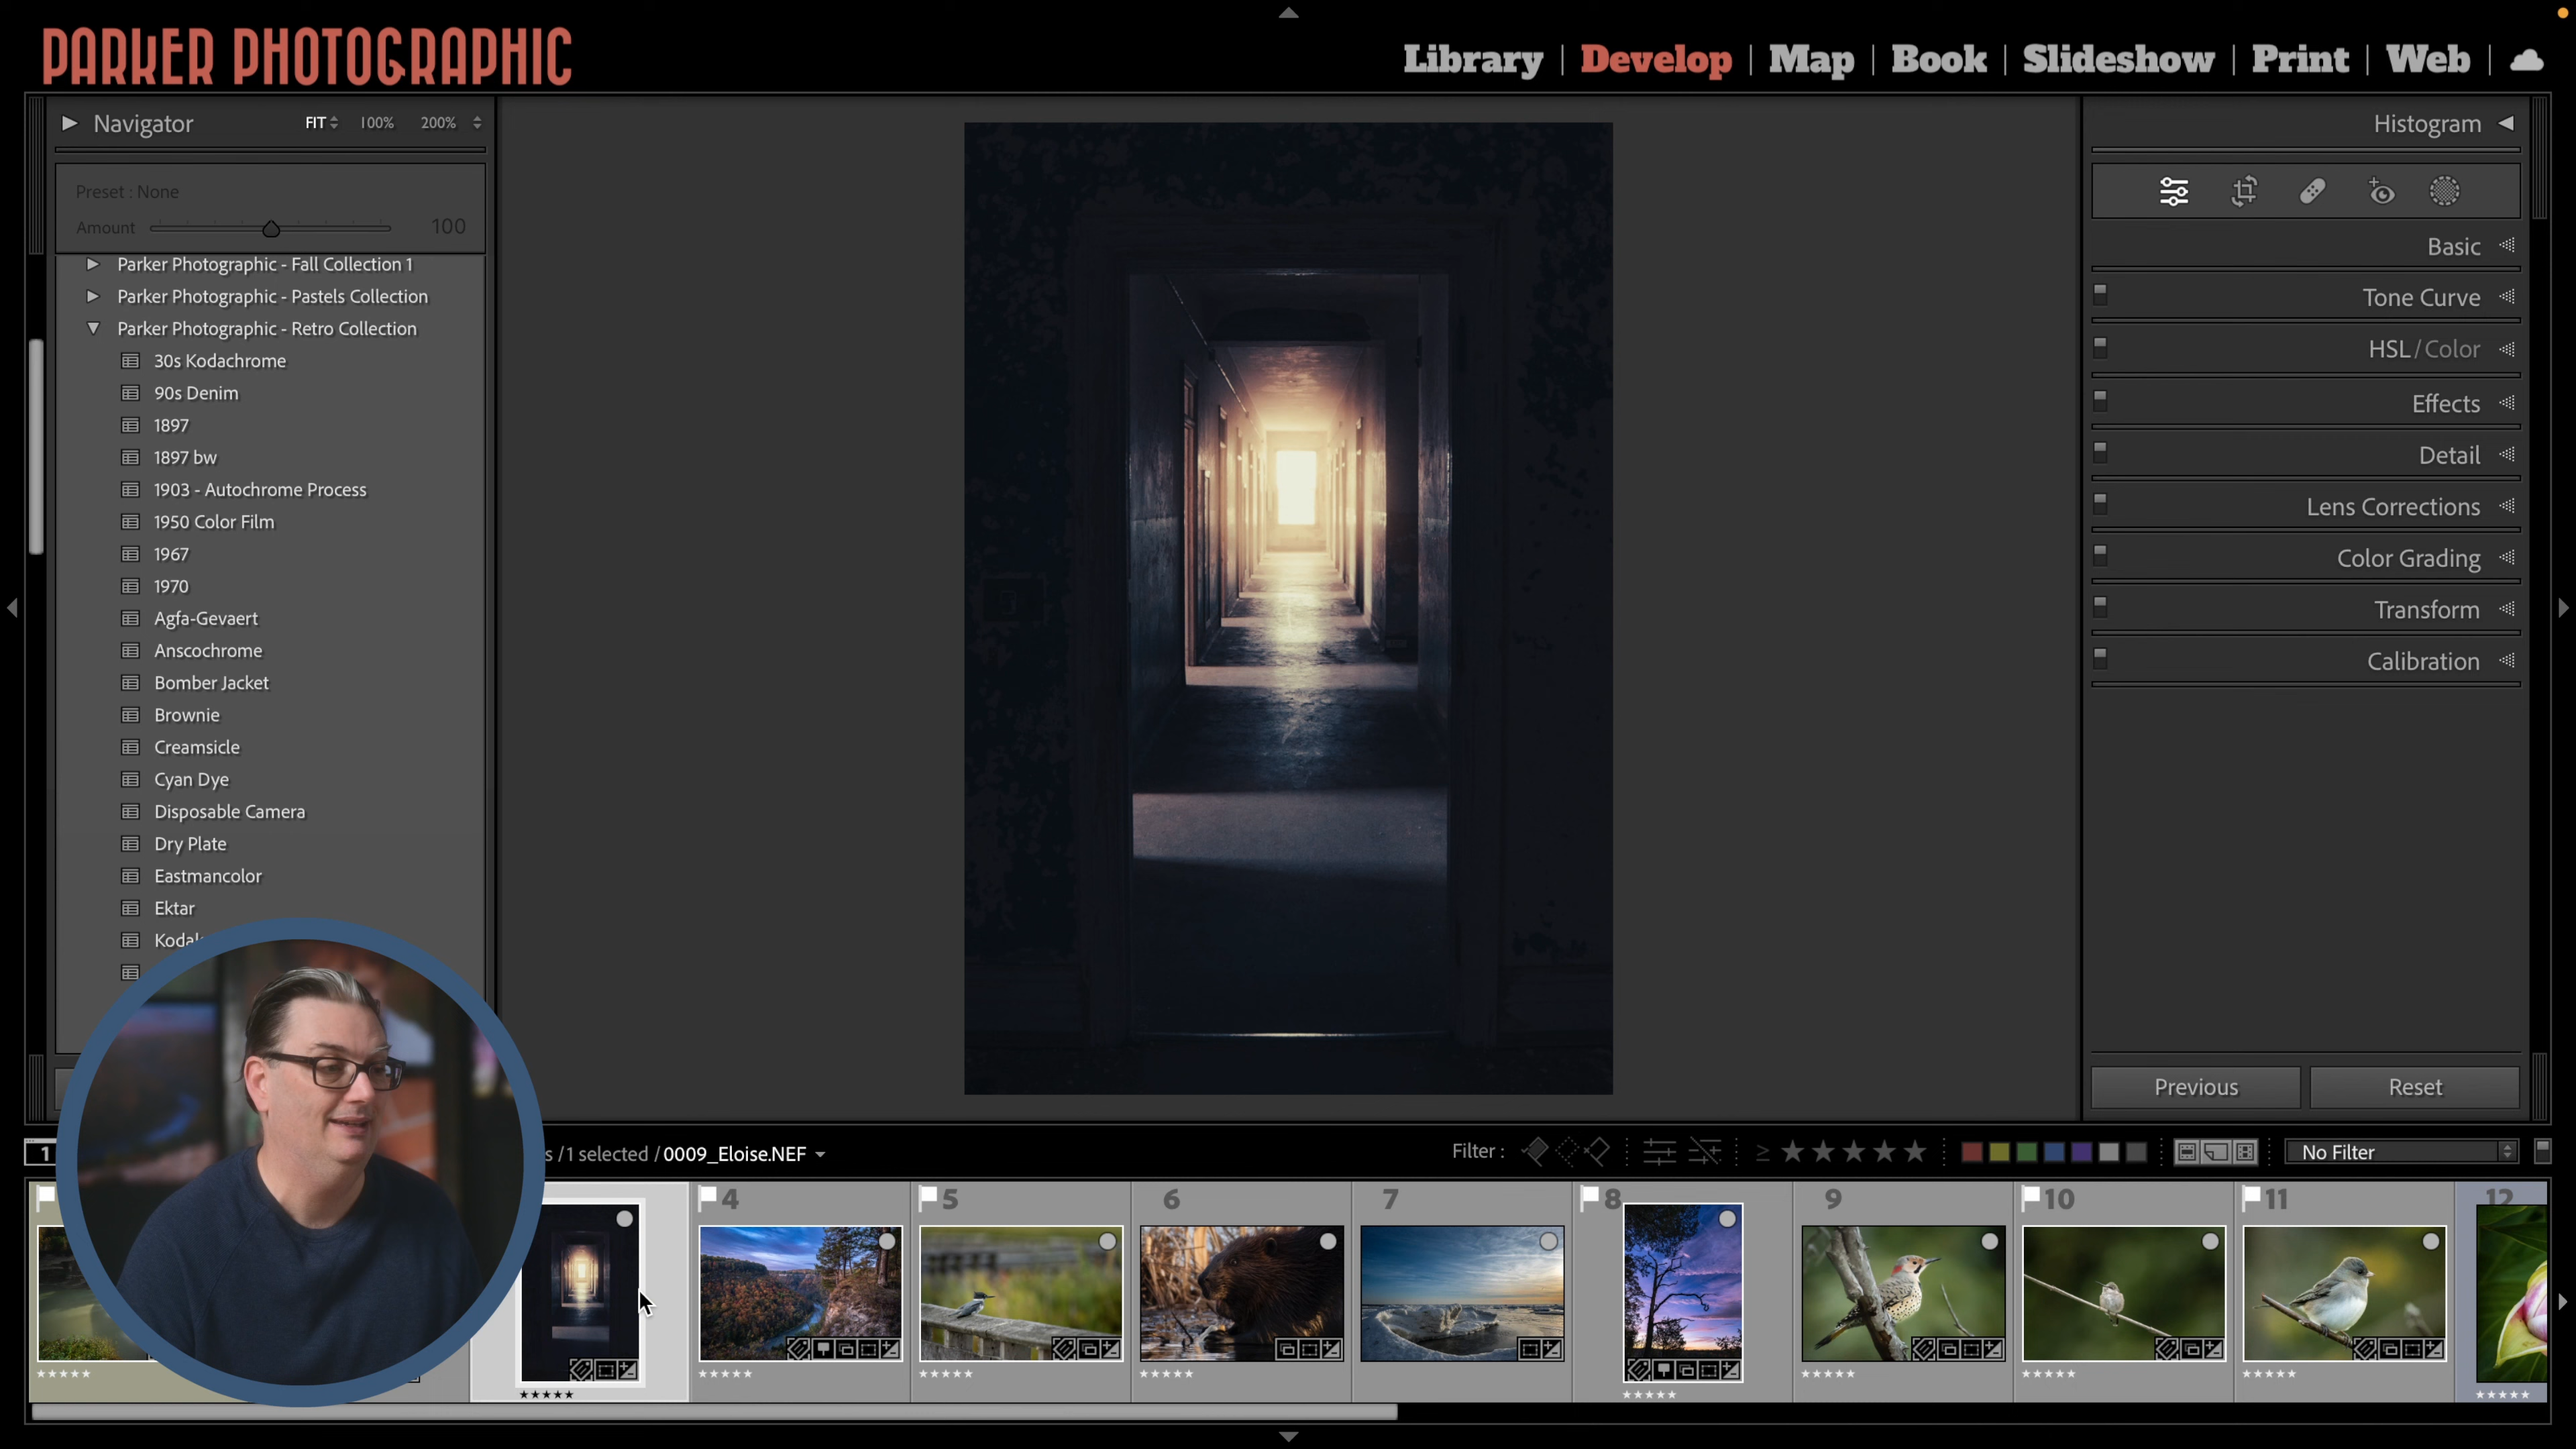 PARKER PHOTOGRAPHIC
Library | Develop | Map | Book | Slideshow | Print | Web |
Navigator FIT 100% 200%
Preset : None
Amount 100
Parker Photographic - Fall Collection 1
Parker Photographic - Pastels Collection
Parker Photographic - Retro Collection
30s Kodachrome
90s Denim
1897
1897 bw
1903 - Autochrome Process
1950 Color Film
1967
1970
Agfa-Gevaert
Anscochrome
Bomber Jacket
Brownie
Creamsicle
Cyan Dye
Disposable Camera
Dry Plate
Eastmancolor
Ektar
Histogram
Basic
Tone Curve
HSL / Color
Effects
Detail
Lens Corrections
Color Grading
Transform
Calibration
Previous Reset
1 /1 selected / 0009_Eloise.NEF Filter : No Filter
4 5 6 7 8 9 10 11 12